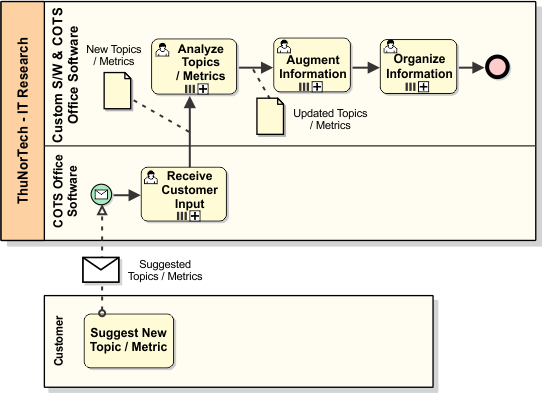 ThuNorTech - IT Research
Custom S/W & COTS
Office Software
New Topics
/ Metrics
Analyze
Topics
/ Metrics
Augment
Information
Organize
Information
Updated Topics
/ Metrics
COTS Office
Software
Receive
Customer
Input
Suggested
Topics / Metrics
Customer
Suggest New
Topic / Metric